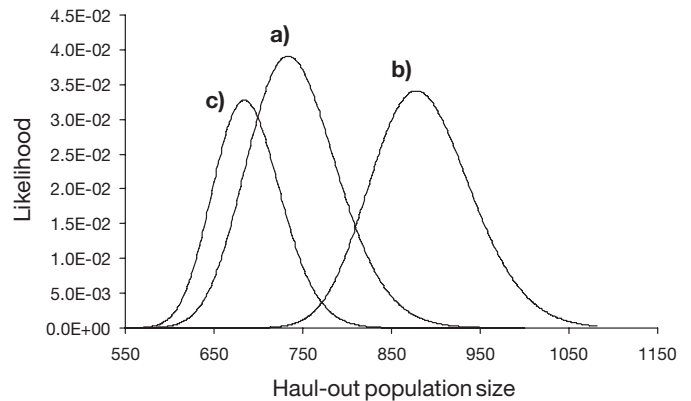 4.5E-02
4.0E-02
3.5E-02
3.0E-02
2.5E-02
2.0E-02
1.5E-02
1.0E-02
5.0E-03
0.0E+00
Likelihood
a)
b)
c)
550 650 750 850 950 1050 1150
Haul-out population size